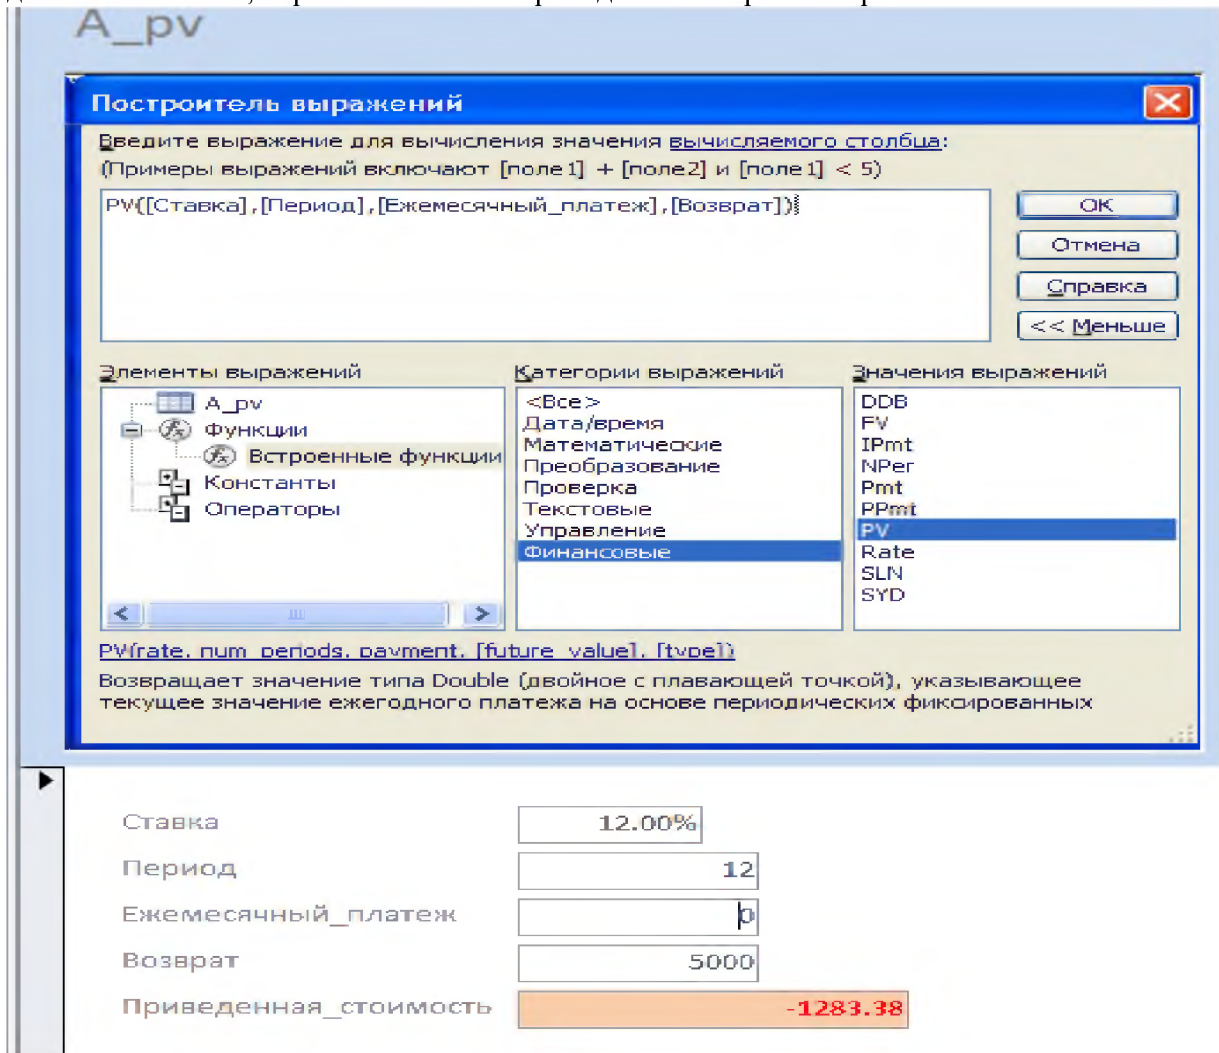 A_pv
Построитель выражений
Введите выражение для вычисления значения вычисляемого столбца:
(Примеры выражений включают [поле1] + [поле2] и [поле1] < 5)
PV([Ставка],[Период],[Ежемесячный_платеж],[Возврат])
OK
Отмена
Справка
<< Меньше
Элементы выражений
Категории выражений
Значения выражений
A_pv
Функции
Встроенные функции
Константы
Операторы
<Все>
Дата/время
Математические
Преобразование
Проверка
Текстовые
Управление
Финансовые
DDB
FV
IPmt
NPer
Pmt
PPmt
PV
Rate
SLN
SYD
PV(rate, num_periods, payment, [future_value], [type])
Возвращает значение типа Double (двойное с плавающей точкой), указывающее
текущее значение ежегодного платежа на основе периодических фиксированных
Ставка 12.00%
Период 12
Ежемесячный_платеж 0
Возврат 5000
Приведенная_стоимость -1283.38